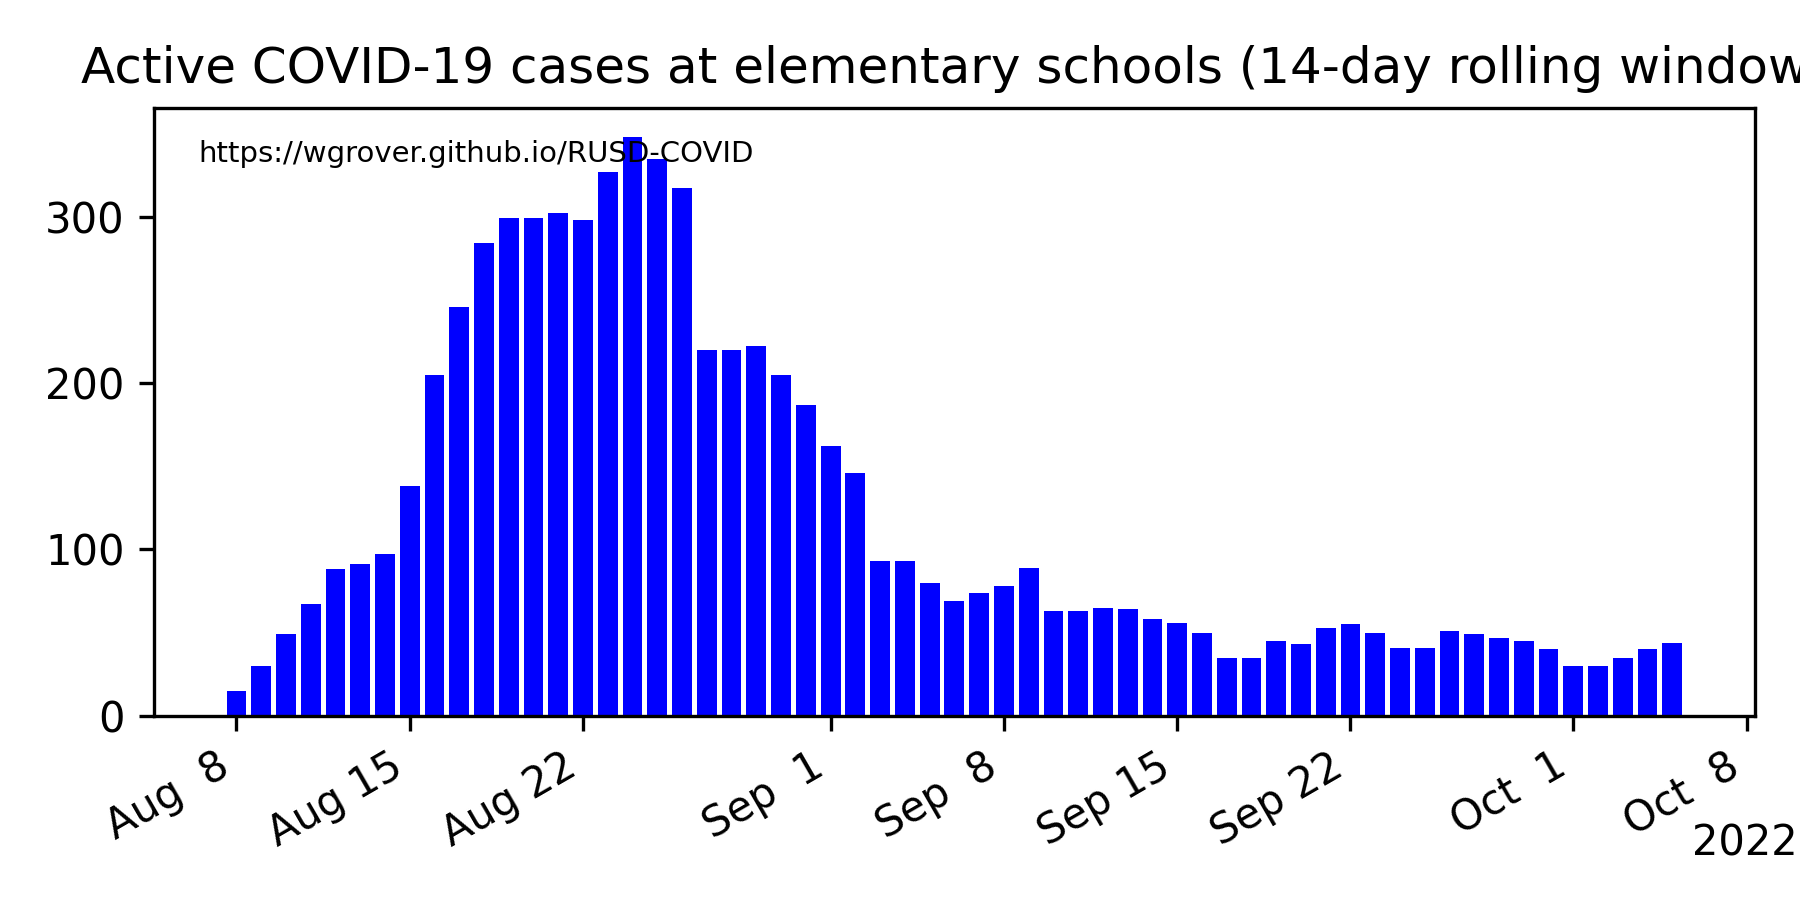 Active COVID-19 cases at elementary schools (14-day rolling window
https://wgrover.github.io/RUSD-COVID
300
200
100
0
Aug 8
Aug 15
Aug 22
Sep 1
Sep 8
Sep 15
Sep 22
Oct 1
Oct 8
2022